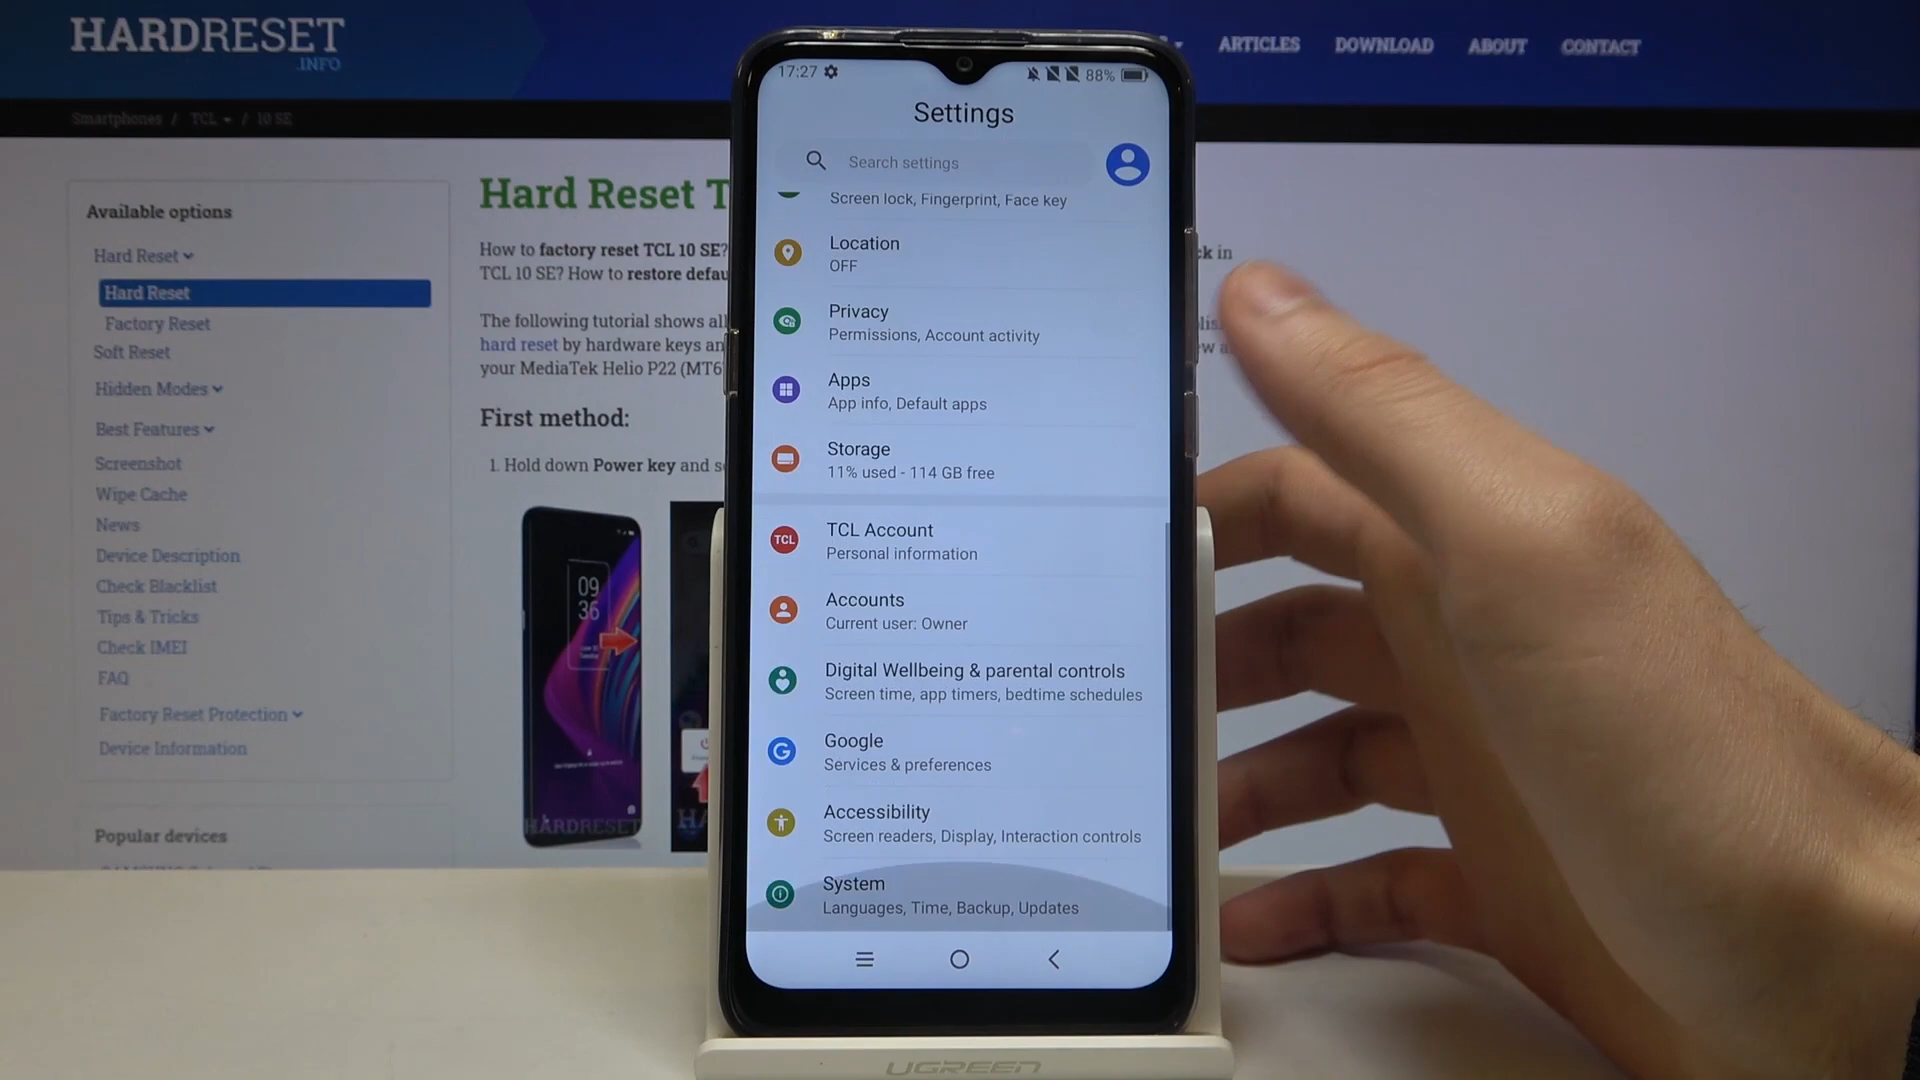 HARDRESET
.INFO
ARTICLES
DOWNLOAD
ABOUT
CONTACT
Smartphones / TCL / 10 SE
Available options
Hard Reset
Hard Reset
Factory Reset
Soft Reset
Hidden Modes
Best Features
Screenshot
Wipe Cache
News
Device Description
Check Blacklist
Tips & Tricks
Check IMEI
FAQ
Factory Reset Protection
Device Information
Popular devices
Hard Reset T
How to factory reset TCL 10 SE?
TCL 10 SE? How to restore defau
The following tutorial shows all
hard reset by hardware keys an
your MediaTek Helio P22 (MT6
First method:
1. Hold down Power key and s
09
36
HARDRESET
17:27
88%
Settings
Search settings
Screen lock, Fingerprint, Face key
Location
OFF
Privacy
Permissions, Account activity
Apps
App info, Default apps
Storage
11% used - 114 GB free
TCL
TCL Account
Personal information
Accounts
Current user: Owner
Digital Wellbeing & parental controls
Screen time, app timers, bedtime schedules
G
Google
Services & preferences
Accessibility
Screen readers, Display, Interaction controls
System
Languages, Time, Backup, Updates
ck in
UGREEN